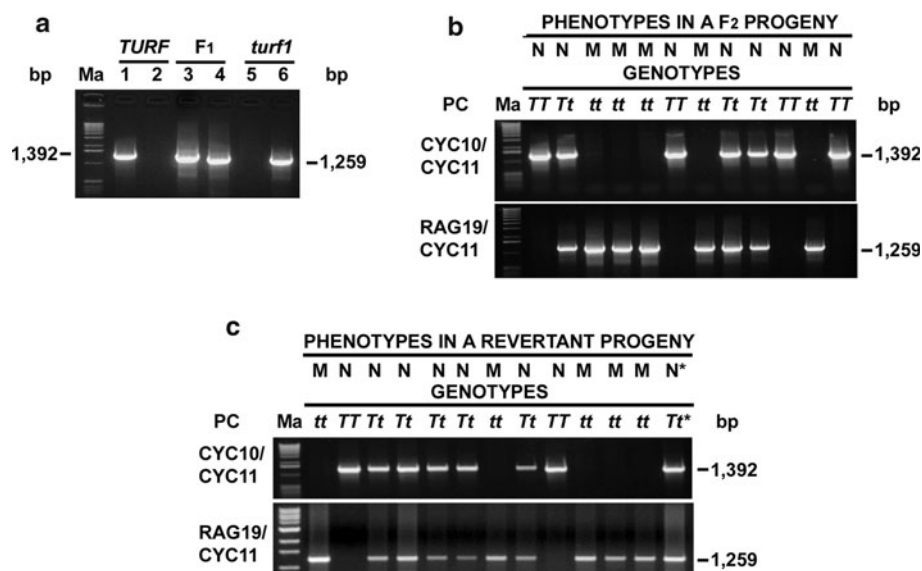 a
TURF F1 turf1
bp Ma 1 2 3 4 5 6 bp
1,392–
–1,259
b
PHENOTYPES IN A F2 PROGENY
N N M M M N M N N N M N
GENOTYPES
PC Ma TT Tt tt tt tt TT tt Tt Tt TT tt TT bp
CYC10/
CYC11
–1,392
RAG19/
CYC11
–1,259
c
PHENOTYPES IN A REVERTANT PROGENY
M N N N N N M N N M M M N*
GENOTYPES
PC Ma tt TT Tt Tt Tt Tt tt Tt TT tt tt tt Tt* bp
CYC10/
CYC11
–1,392
RAG19/
CYC11
–1,259